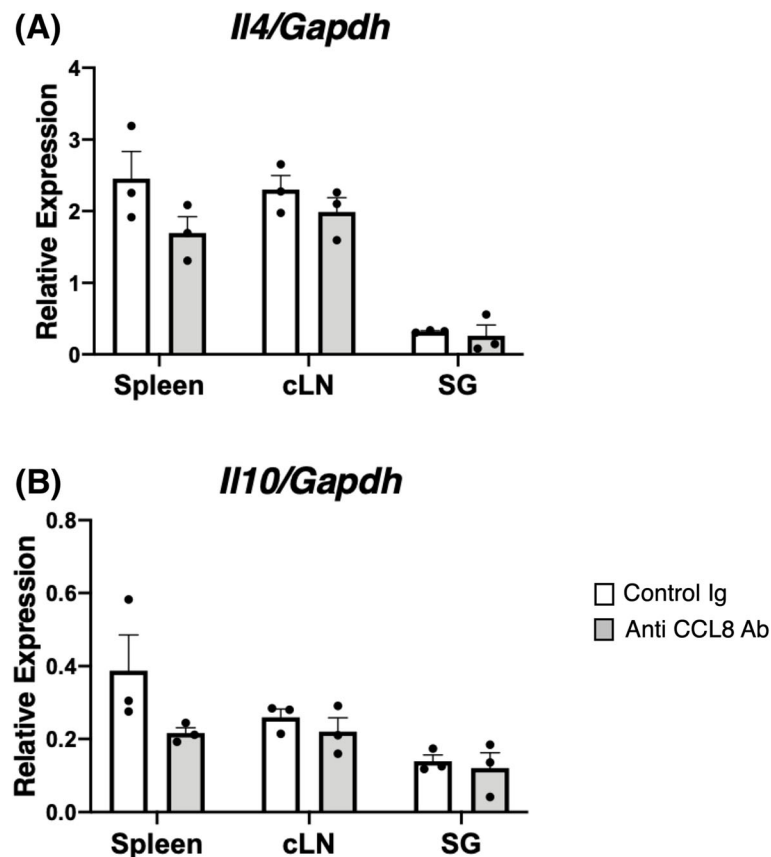 (A)
Il4/Gapdh
Relative Expression
4
3
2
1
0
Spleen cLN SG
(B)
Il10/Gapdh
Relative Expression
0.8
0.6
0.4
0.2
0.0
Spleen cLN SG
Control Ig
Anti CCL8 Ab